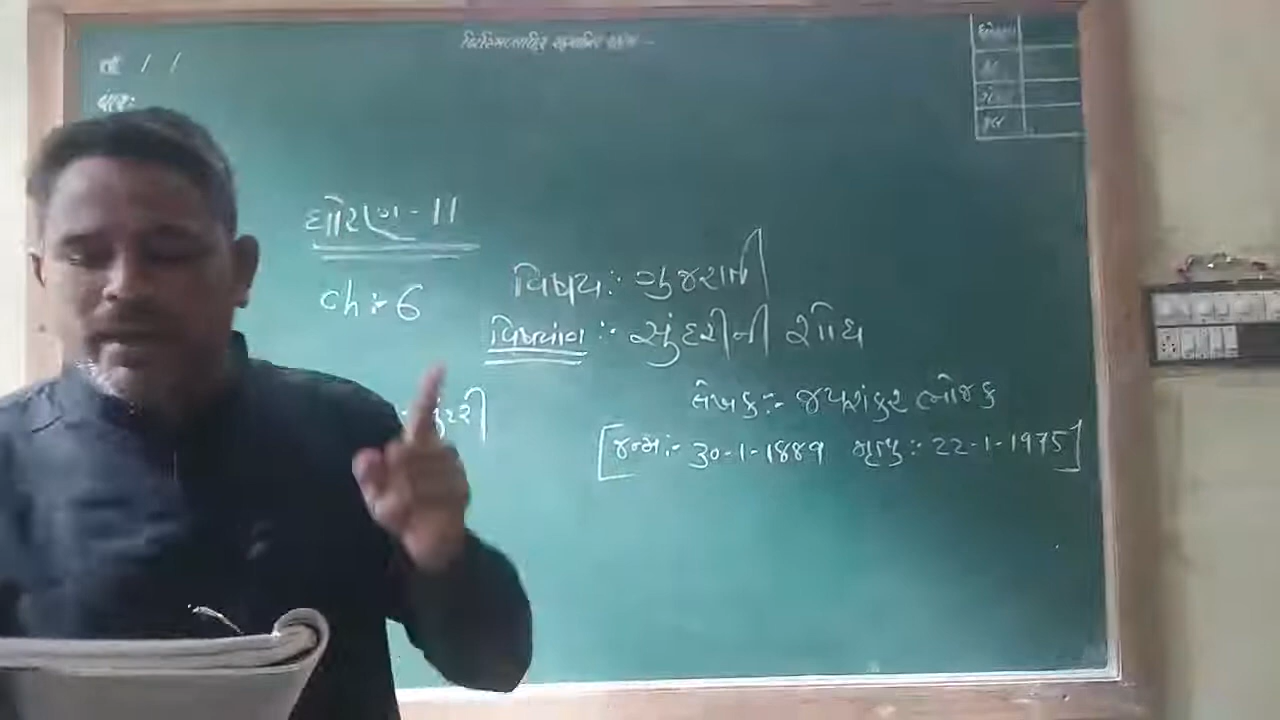 તા / /
ધોરણ - 11
ch :- 6
વિષય :- ગુજરાતી
વિષયાંગ :- સુંદરીની શોધ
લેખક :- જયશંકર ભોજક
[જન્મ :- 30-1-1889 મૃત્યુ :- 22-1-1975]
સુંદરી